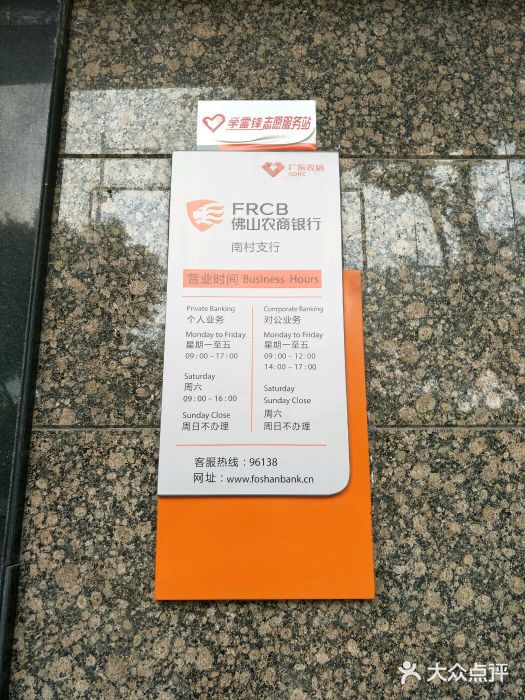 学雷锋志愿服务站
广东农信
GDRC
FRCB
佛山农商银行
南村支行
营业时间 Business Hours
Private Banking
个人业务
Monday to Friday
星期一至五
09:00-17:00
Saturday
周六
09:00-16:00
Sunday Close
周日不办理
Conrporate Banking
对公业务
Monday to Friday
星期一至五
09:00-12:00
14:00-17:00
Saturday
Sunday Close
周六
周日不办理
客服热线:96138
网址:www.foshanbank.cn
大众点评